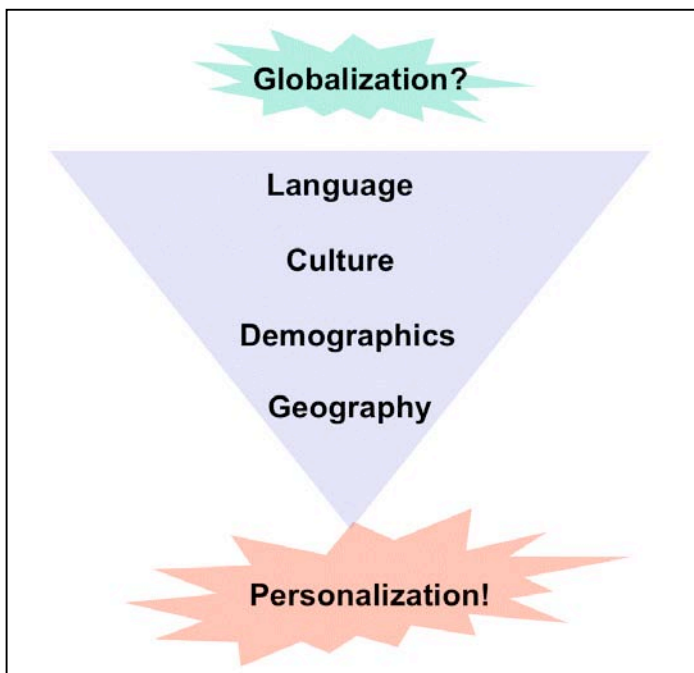 Globalization?
Language
Culture
Demographics
Geography
Personalization!